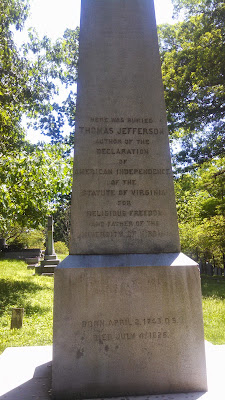 HERE WAS BURIED
THOMAS JEFFERSON
AUTHOR OF THE
DECLARATION
OF
AMERICAN INDEPENDENCE
OF THE
STATUTE OF VIRGINIA
FOR
RELIGIOUS FREEDOM
AND FATHER OF THE
UNIVERSITY OF
BORN APRIL 2. 1743. O.S.
DIED JULY 4. 1826.